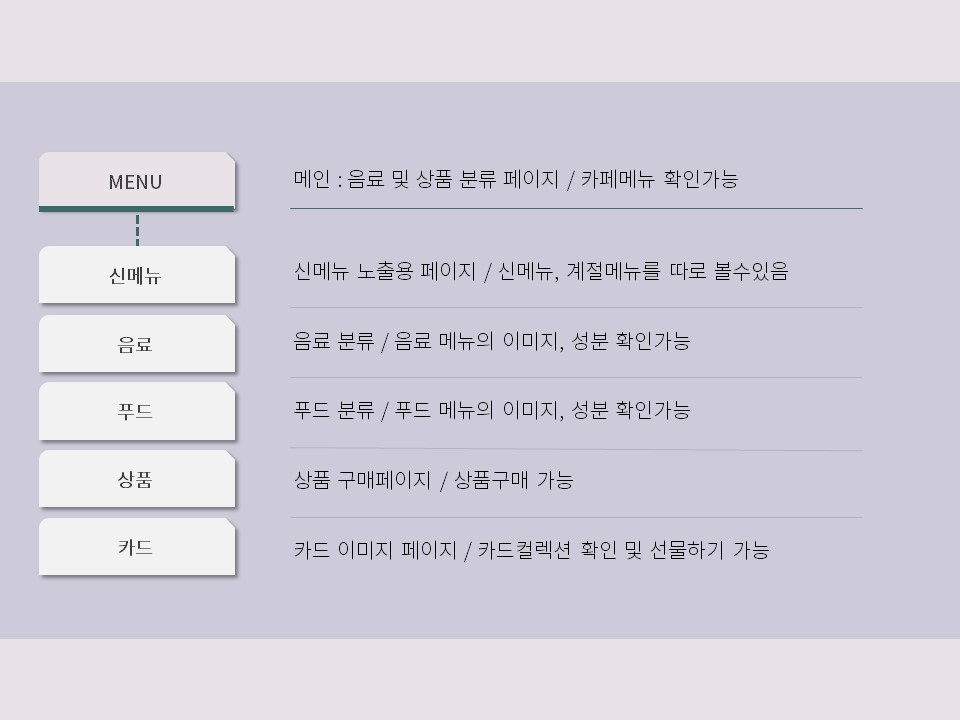 MENU
메인 : 음료 및 상품 분류 페이지 / 카페메뉴 확인가능
신메뉴
신메뉴 노출용 페이지 / 신메뉴, 계절메뉴를 따로 볼수있음
음료
음료 분류 / 음료 메뉴의 이미지, 성분 확인가능
푸드
푸드 분류 / 푸드 메뉴의 이미지, 성분 확인가능
상품
상품 구매페이지 / 상품구매 가능
카드
카드 이미지 페이지 / 카드컬렉션 확인 및 선물하기 가능